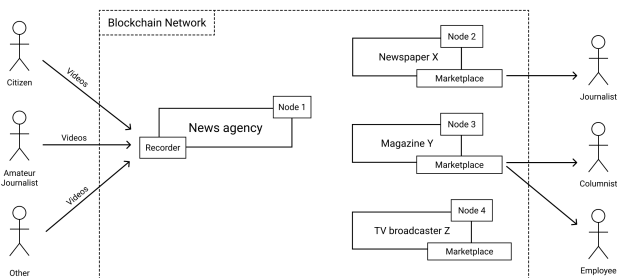 Blockchain Network
Citizen
Videos
Amateur
Journalist
Videos
Other
Videos
Node 1
News agency
Recorder
Node 2
Newspaper X
Marketplace
Journalist
Node 3
Magazine Y
Marketplace
Columnist
Node 4
TV broadcaster Z
Marketplace
Employee